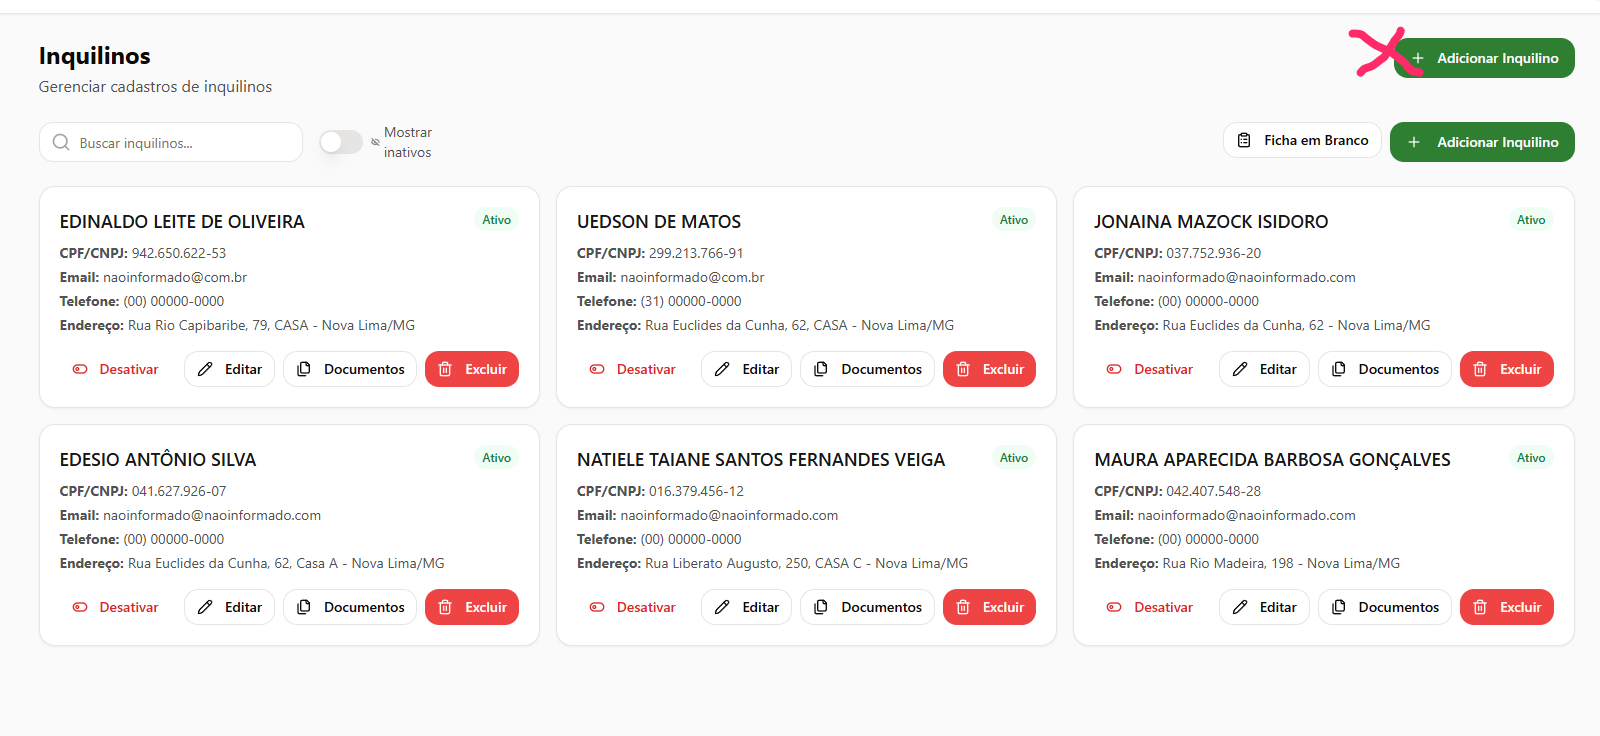 Inquilinos
Adicionar Inquilino
Gerenciar cadastros de inquilinos
Buscar inquilinos...
Mostrar
inativos
Ficha em Branco
Adicionar Inquilino
EDINALDO LEITE DE OLIVEIRA
Ativo
CPF/CNPJ: 942.650.622-53
Email: naoinformado@com.br
Telefone: (00) 00000-0000
Endereço: Rua Rio Capibaribe, 79, CASA - Nova Lima/MG
Desativar
Editar
Documentos
Excluir
UEDSON DE MATOS
Ativo
CPF/CNPJ: 299.213.766-91
Email: naoinformado@com.br
Telefone: (31) 00000-0000
Endereço: Rua Euclides da Cunha, 62, CASA - Nova Lima/MG
Desativar
Editar
Documentos
Excluir
JONAINA MAZOCK ISIDORO
Ativo
CPF/CNPJ: 037.752.936-20
Email: naoinformado@naoinformado.com
Telefone: (00) 00000-0000
Endereço: Rua Euclides da Cunha, 62 - Nova Lima/MG
Desativar
Editar
Documentos
Excluir
EDESIO ANTÔNIO SILVA
Ativo
CPF/CNPJ: 041.627.926-07
Email: naoinformado@naoinformado.com
Telefone: (00) 00000-0000
Endereço: Rua Euclides da Cunha, 62, Casa A - Nova Lima/MG
Desativar
Editar
Documentos
Excluir
NATIELE TAIANE SANTOS FERNANDES VEIGA
Ativo
CPF/CNPJ: 016.379.456-12
Email: naoinformado@naoinformado.com
Telefone: (00) 00000-0000
Endereço: Rua Liberato Augusto, 250, CASA C - Nova Lima/MG
Desativar
Editar
Documentos
Excluir
MAURA APARECIDA BARBOSA GONÇALVES
Ativo
CPF/CNPJ: 042.407.548-28
Email: naoinformado@naoinformado.com
Telefone: (00) 00000-0000
Endereço: Rua Rio Madeira, 198 - Nova Lima/MG
Desativar
Editar
Documentos
Excluir